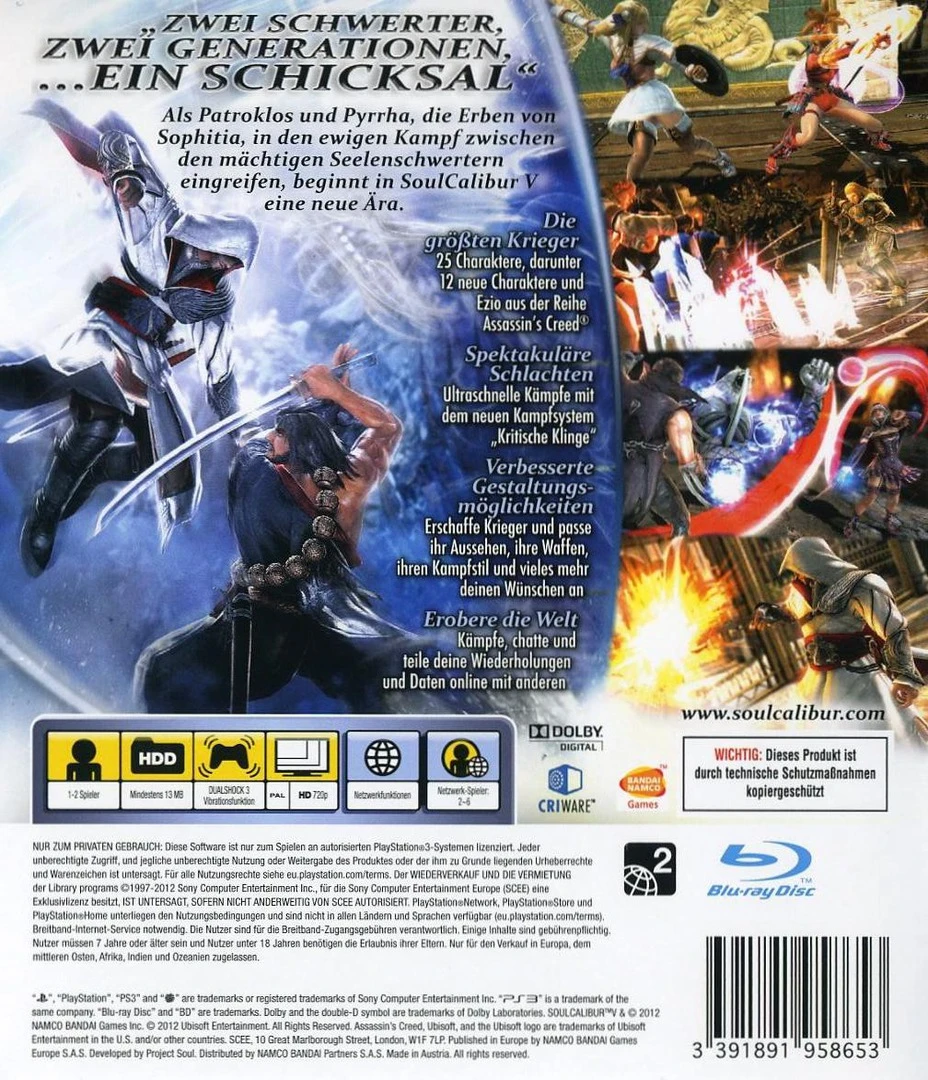 „ZWEI SCHWERTER,
ZWEI GENERATIONEN,
...EIN SCHICKSAL“
Als Patroklos und Pyrrha, die Erben von
Sophitia, in den ewigen Kampf zwischen
den mächtigen Seelenschwertern
eingreifen, beginnt in SoulCalibur V
eine neue Ära.
Die
größten Krieger
25 Charaktere, darunter
12 neue Charaktere und
Ezio aus der Reihe
Assassin's Creed®
Spektakuläre
Schlachten
Ultraschnelle Kämpfe mit
dem neuen Kampfsystem
„Kritische Klinge“
Verbesserte
Gestaltungs-
möglichkeiten
Erschaffe Krieger und passe
ihr Aussehen, ihre Waffen,
ihren Kampfstil und vieles mehr
deinen Wünschen an
Erobere die Welt
Kämpfe, chatte und
teile deine Wiederholungen
und Daten online mit anderen
www.soulcalibur.com
HDD
1-2 Spieler
Mindestens 13 MB
DUALSHOCK 3
Vibrationsfunktion
PAL
HD 720p
Netzwerkfunktionen
Netzwerk-Spieler:
2-6
DOLBY
DIGITAL
CRIWARE™
BANDAI
NAMCO
Games
WICHTIG: Dieses Produkt ist
durch technische Schutzmaßnahmen
kopiergeschützt
NUR ZUM PRIVATEN GEBRAUCH: Diese Software ist nur zum Spielen an autorisierten PlayStation®3-Systemen lizenziert. Jeder
unberechtigte Zugriff, und jegliche unberechtigte Nutzung oder Weitergabe des Produktes oder der ihm zu Grunde liegenden Urheberrechte
und Warenzeichen ist untersagt. Für alle Nutzungsrechte siehe eu.playstation.com/terms. Der WIEDERVERKAUF UND DIE VERMIETUNG
der Library programs ©1997-2012 Sony Computer Entertainment Inc., für die Sony Computer Entertainment Europe (SCEE) eine
Exklusivlizenz besitzt, IST UNTERSAGT, SOFERN NICHT ANDERWEITIG VON SCEE AUTORISIERT. PlayStation®Network, PlayStation®Store und
PlayStation®Home unterliegen den Nutzungsbedingungen und sind nicht in allen Ländern und Sprachen verfügbar (eu.playstation.com/terms).
Breitband-Internet-Service notwendig. Die Nutzer sind für die Breitband-Zugangsgebühren verantwortlich. Einige Inhalte sind gebührenpflichtig.
Nutzer müssen 7 Jahre oder älter sein und Nutzer unter 18 Jahren benötigen die Erlaubnis ihrer Eltern. Nur für den Verkauf in Europa, dem
mittleren Osten, Afrika, Indien und Ozeanien zugelassen.
2
Blu-ray Disc™
“ ”, “PlayStation”, “PS3” and “ ” are trademarks or registered trademarks of Sony Computer Entertainment Inc. “PS3” is a trademark of the
same company. “Blu-ray Disc” and “BD” are trademarks. Dolby and the double-D symbol are trademarks of Dolby Laboratories. SOULCALIBUR™V & © 2012
NAMCO BANDAI Games Inc. © 2012 Ubisoft Entertainment. All Rights Reserved. Assassin's Creed, Ubisoft, and the Ubisoft logo are trademarks of Ubisoft
Entertainment in the U.S. and/or other countries. SCEE, 10 Great Marlborough Street, London, W1F 7LP. Published in Europe by NAMCO BANDAI Games
Europe S.A.S. Developed by Project Soul. Distributed by NAMCO BANDAI Partners S.A.S. Made in Austria. All rights reserved.
3 391891 958653